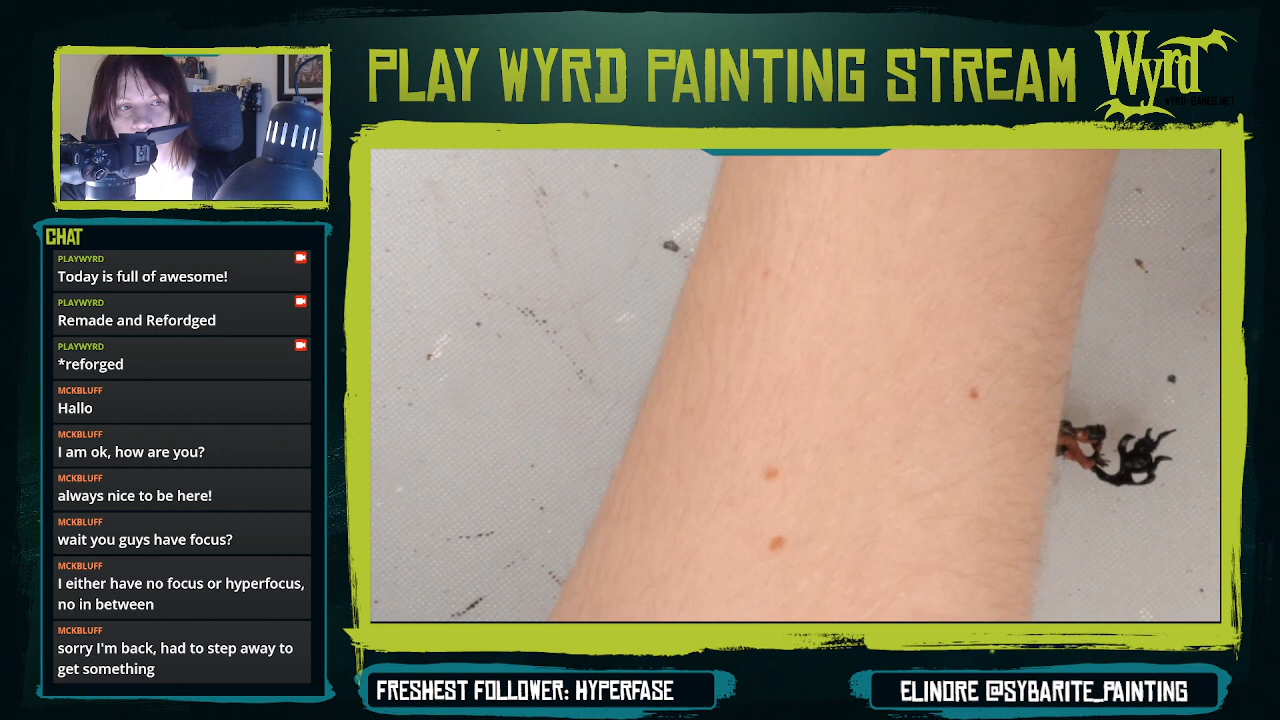 PLAY WYRD PAINTING STREAM
Wyrd
WYRD-GAMES.NET
CHAT
PLAYWYRD
Today is full of awesome!
PLAYWYRD
Remade and Refordged
PLAYWYRD
*reforged
MCKBLUFF
Hallo
MCKBLUFF
I am ok, how are you?
MCKBLUFF
always nice to be here!
MCKBLUFF
wait you guys have focus?
MCKBLUFF
I either have no focus or hyperfocus,
no in between
MCKBLUFF
sorry I'm back, had to step away to
get something
FRESHEST FOLLOWER: HYPERFASE
ELINORE @SYBARITE_PAINTING